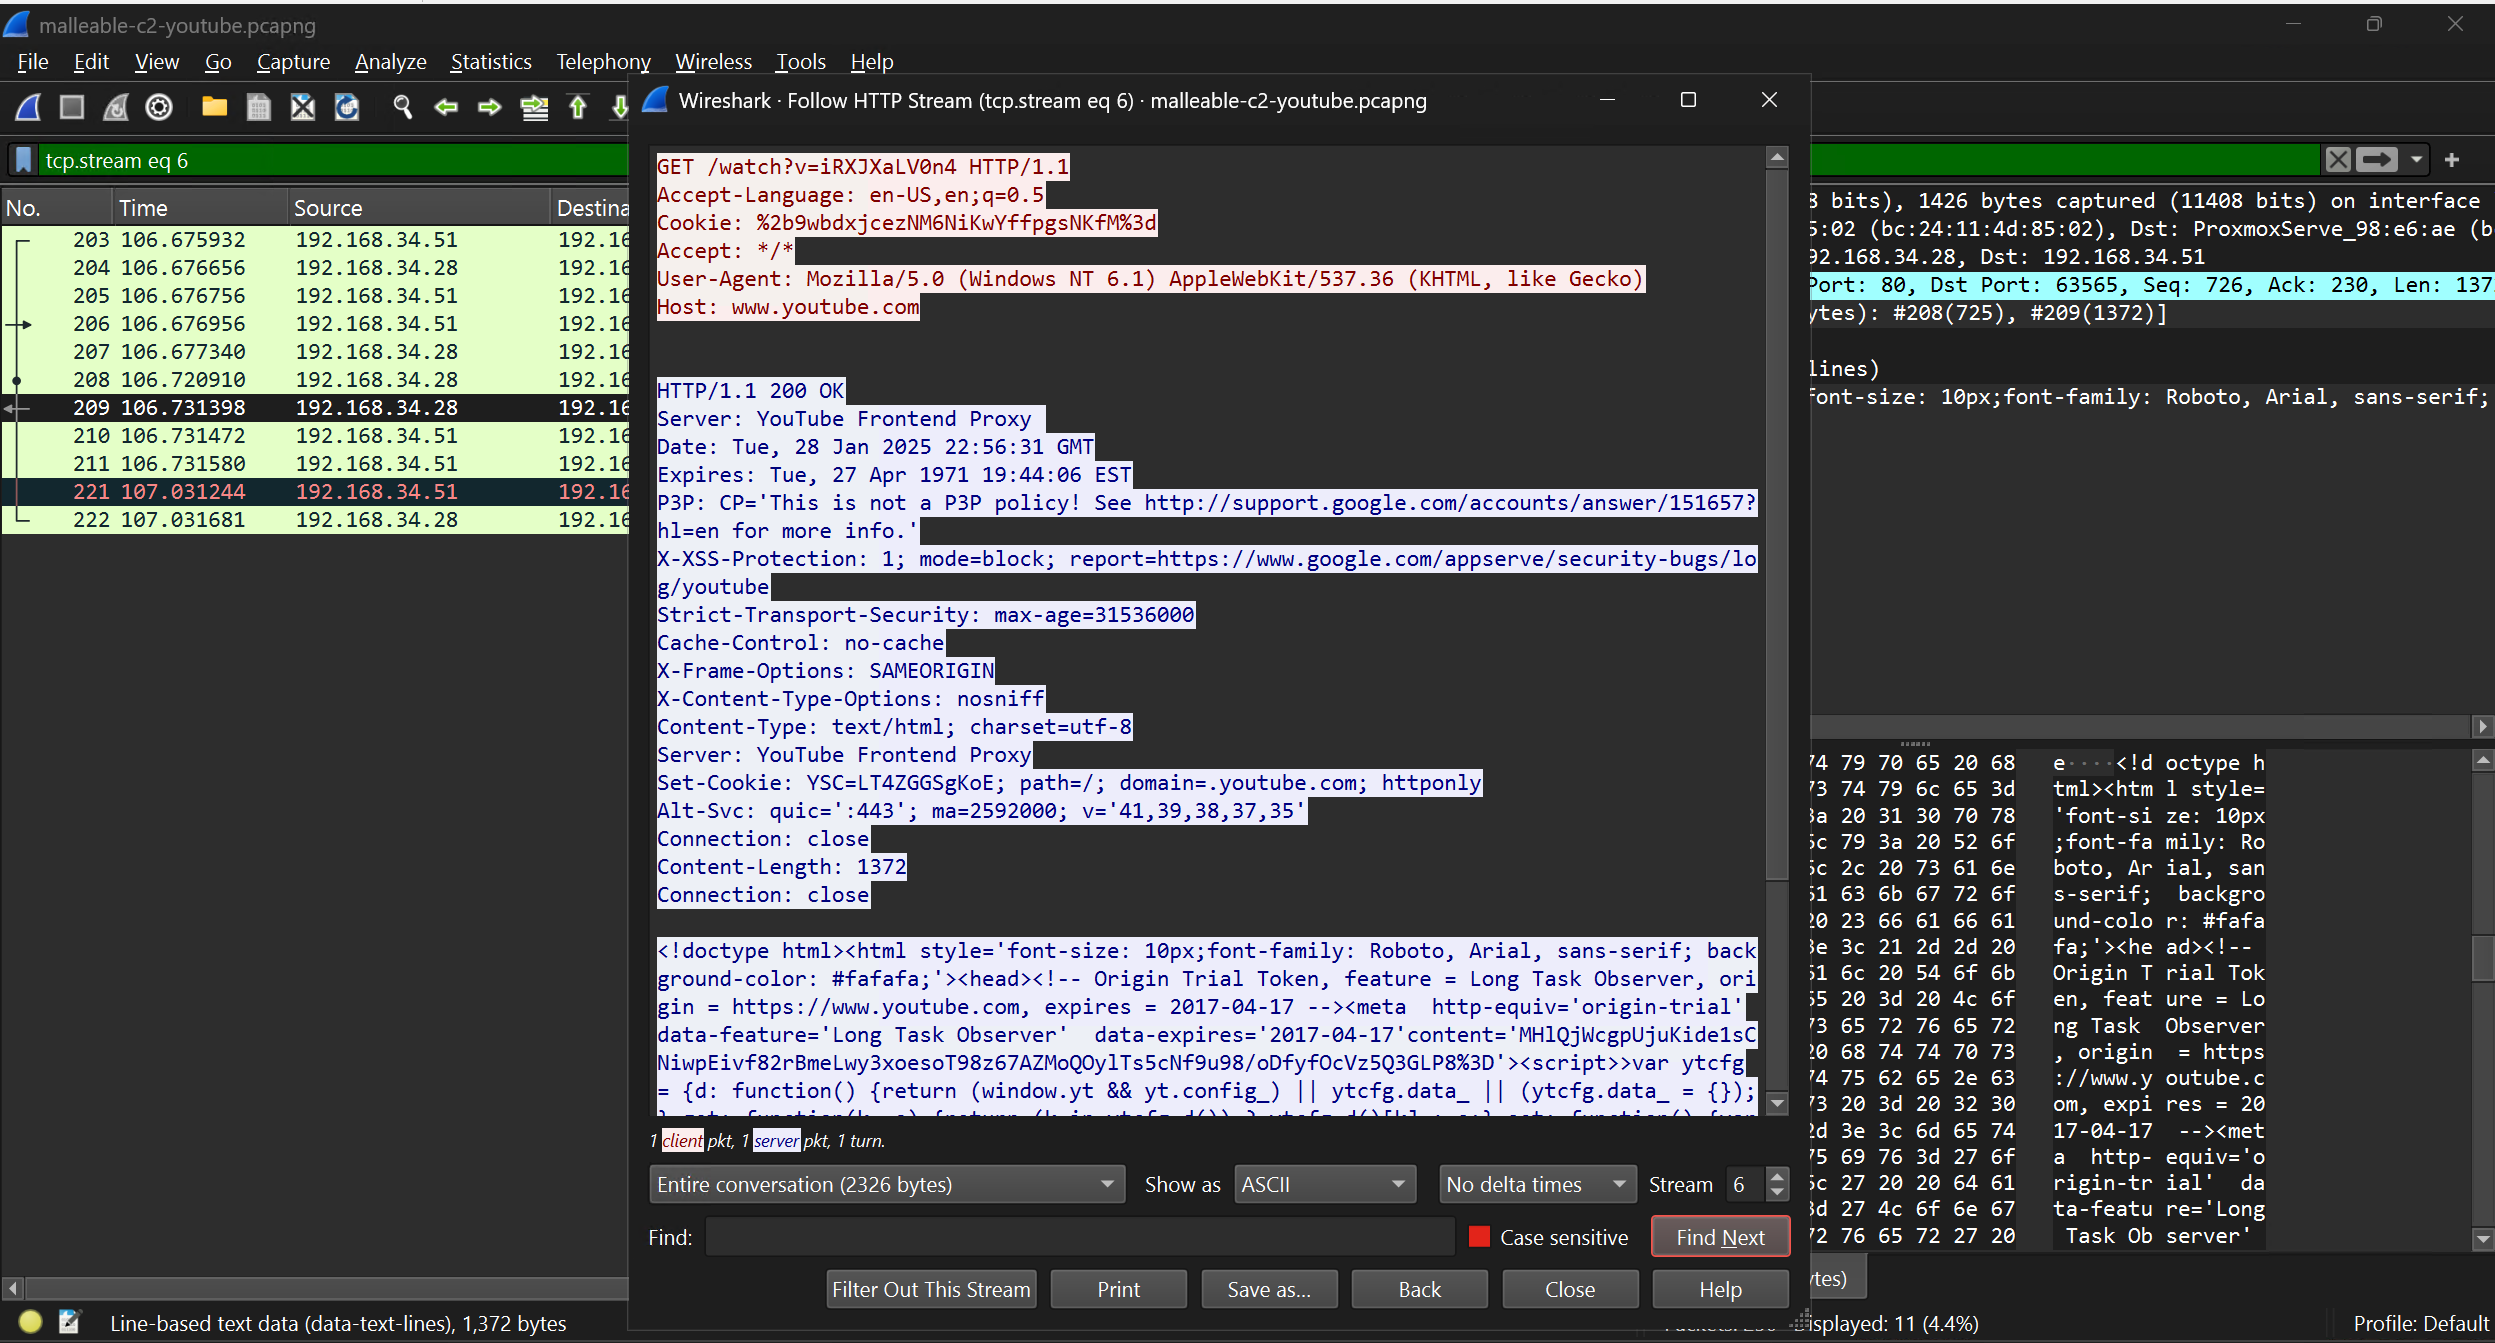 malleable-c2-youtube.pcapng
File Edit View Go Capture Analyze Statistics Telephony Wireless Tools Help
tcp.stream eq 6
No. Time Source Destina
203 106.675932 192.168.34.51 192.16
204 106.676656 192.168.34.28 192.16
205 106.676756 192.168.34.51 192.16
206 106.676956 192.168.34.51 192.16
207 106.677340 192.168.34.28 192.16
208 106.720910 192.168.34.28 192.16
209 106.731398 192.168.34.28 192.16
210 106.731472 192.168.34.51 192.16
211 106.731580 192.168.34.51 192.16
221 107.031244 192.168.34.51 192.16
222 107.031681 192.168.34.28 192.16
Wireshark · Follow HTTP Stream (tcp.stream eq 6) · malleable-c2-youtube.pcapng
GET /watch?v=iRXJXaLV0n4 HTTP/1.1
Accept-Language: en-US,en;q=0.5
Cookie: %2b9wbdxjcezNM6NiKwYffpgsNKfM%3d
Accept: */*
User-Agent: Mozilla/5.0 (Windows NT 6.1) AppleWebKit/537.36 (KHTML, like Gecko)
Host: www.youtube.com
HTTP/1.1 200 OK
Server: YouTube Frontend Proxy
Date: Tue, 28 Jan 2025 22:56:31 GMT
Expires: Tue, 27 Apr 1971 19:44:06 EST
P3P: CP='This is not a P3P policy! See http://support.google.com/accounts/answer/151657?
hl=en for more info.'
X-XSS-Protection: 1; mode=block; report=https://www.google.com/appserve/security-bugs/lo
g/youtube
Strict-Transport-Security: max-age=31536000
Cache-Control: no-cache
X-Frame-Options: SAMEORIGIN
X-Content-Type-Options: nosniff
Content-Type: text/html; charset=utf-8
Server: YouTube Frontend Proxy
Set-Cookie: YSC=LT4ZGGSgKoE; path=/; domain=.youtube.com; httponly
Alt-Svc: quic=':443'; ma=2592000; v='41,39,38,37,35'
Connection: close
Content-Length: 1372
Connection: close
<!doctype html><html style='font-size: 10px;font-family: Roboto, Arial, sans-serif; back
ground-color: #fafafa;'><head><!-- Origin Trial Token, feature = Long Task Observer, ori
gin = https://www.youtube.com, expires = 2017-04-17 --><meta  http-equiv='origin-trial'
data-feature='Long Task Observer'  data-expires='2017-04-17'content='MHlQjWcgpUjuKide1sC
NiwpEivf82rBmeLwy3xoesoT98z67AZMoQOylTs5cNf9u98/oDfyfOcVz5Q3GLP8%3D'><script>>var ytcfg
= {d: function() {return (window.yt && yt.config_) || ytcfg.data_ || (ytcfg.data_ = {});
1 client pkt, 1 server pkt, 1 turn.
Entire conversation (2326 bytes) Show as ASCII No delta times Stream 6
Find: Case sensitive Find Next
Filter Out This Stream Print Save as... Back Close Help
bits), 1426 bytes captured (11408 bits) on interface
5:02 (bc:24:11:4d:85:02), Dst: ProxmoxServe_98:e6:ae (b
92.168.34.28, Dst: 192.168.34.51
Port: 80, Dst Port: 63565, Seq: 726, Ack: 230, Len: 137
ytes): #208(725), #209(1372)]
lines)
font-size: 10px;font-family: Roboto, Arial, sans-serif;
74 79 70 65 20 68 e····<!d octype h
73 74 79 6c 65 3d tml><htm l style=
3a 20 31 30 70 78 'font-si ze: 10px
6c 79 3a 20 52 6f ;font-fa mily: Ro
6c 2c 20 73 61 6e boto, Ar ial, san
61 63 6b 67 72 6f s-serif;  backgro
20 23 66 61 66 61 und-colo r: #fafa
3e 3c 21 2d 2d 20 fa;'><he ad><!--
61 6c 20 54 6f 6b Origin T rial Tok
65 20 3d 20 4c 6f en, feat ure = Lo
73 65 72 76 65 72 ng Task  Observer
20 68 74 74 70 73 , origin  = https
74 75 62 65 2e 63 ://www.y outube.c
73 20 3d 20 32 30 om, expi res = 20
2d 3e 3c 6d 65 74 17-04-17  --><met
75 69 76 3d 27 6f a  http- equiv='o
6c 27 20 20 64 61 rigin-tr ial'  da
3d 27 4c 6f 6e 67 ta-featu re='Long
72 76 65 72 27 20 Task Ob server'
ytes)
Line-based text data (data-text-lines), 1,372 bytes
isplayed: 11 (4.4%)
Profile: Default